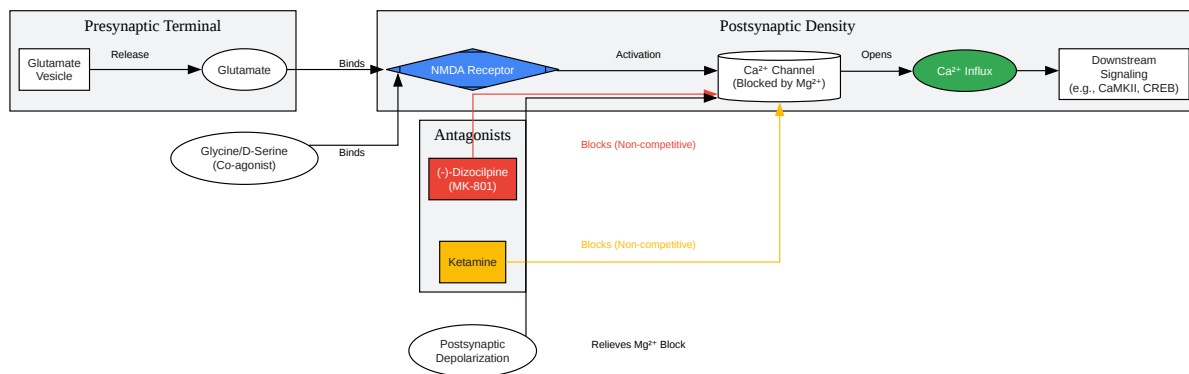 Presynaptic Terminal
Postsynaptic Density
Glutamate
Vesicle
Release
Glutamate
Binds
NMDA Receptor
Activation
Ca²⁺ Channel
(Blocked by Mg²⁺)
Opens
Ca²⁺ Influx
Downstream
Signaling
(e.g., CaMKII, CREB)
Glycine/D-Serine
(Co-agonist)
Binds
Antagonists
Blocks (Non-competitive)
(-)-Dizocilpine
(MK-801)
Blocks (Non-competitive)
Ketamine
Postsynaptic
Depolarization
Relieves Mg²⁺ Block